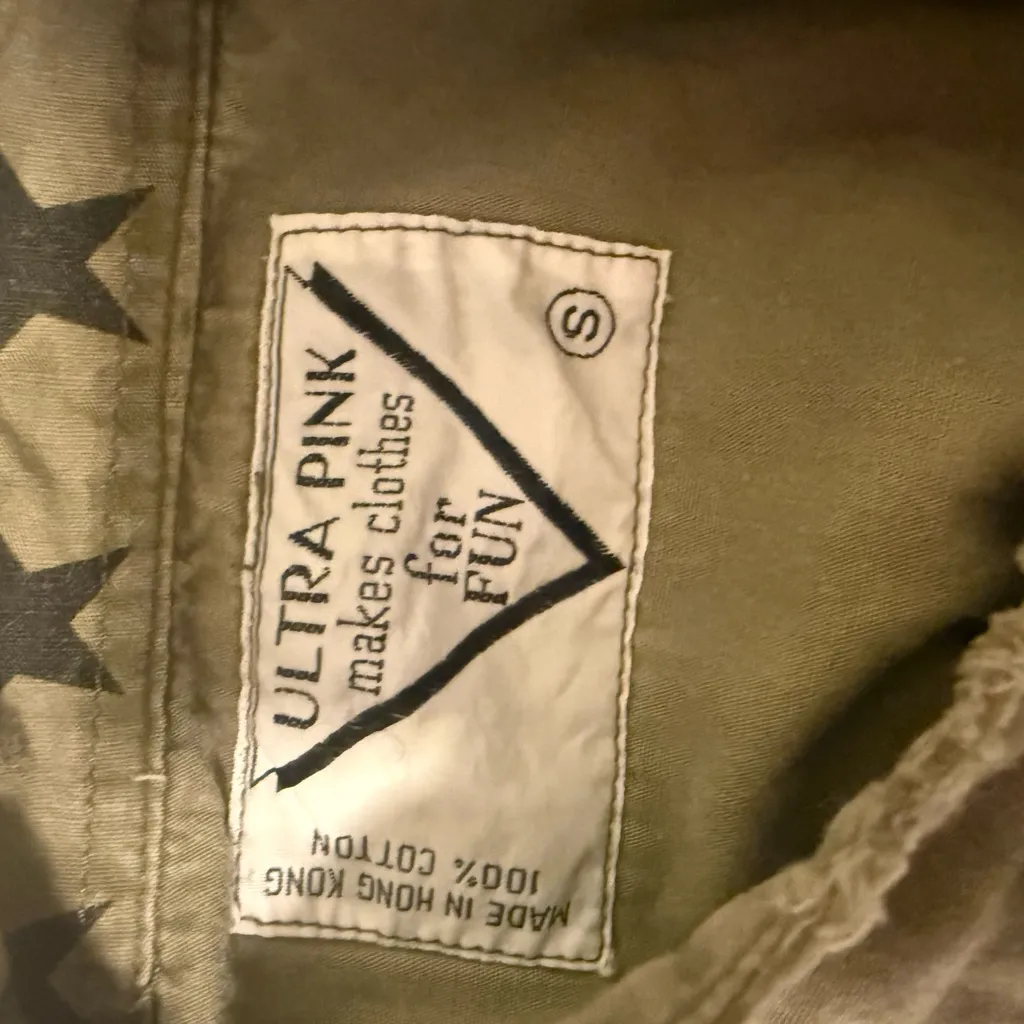 ULTRA PINK
makes clothes
for
FUN
S
MADE IN HONG KONG
100% COTTON